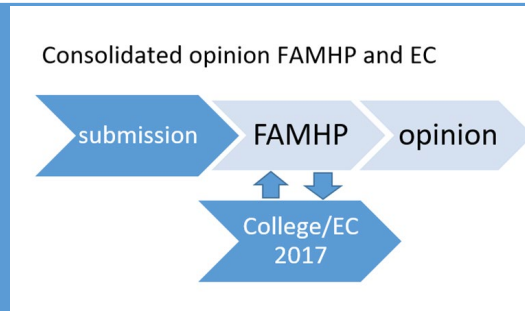 Consolidated opinion FAMHP and EC
submission
FAMHP
opinion
College/EC
2017